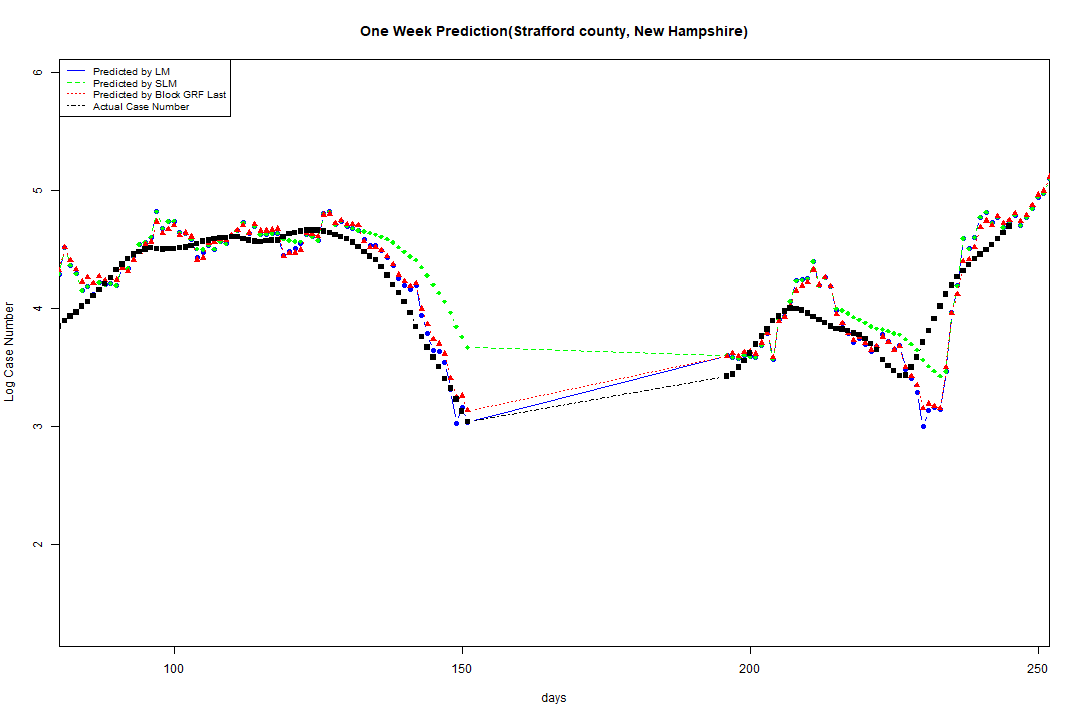 One Week Prediction(Strafford county, New Hampshire)
Predicted by LM
Predicted by SLM
Predicted by Block GRF Last
Actual Case Number
6
5
4
3
2
Log Case Number
100 150 200 250
days